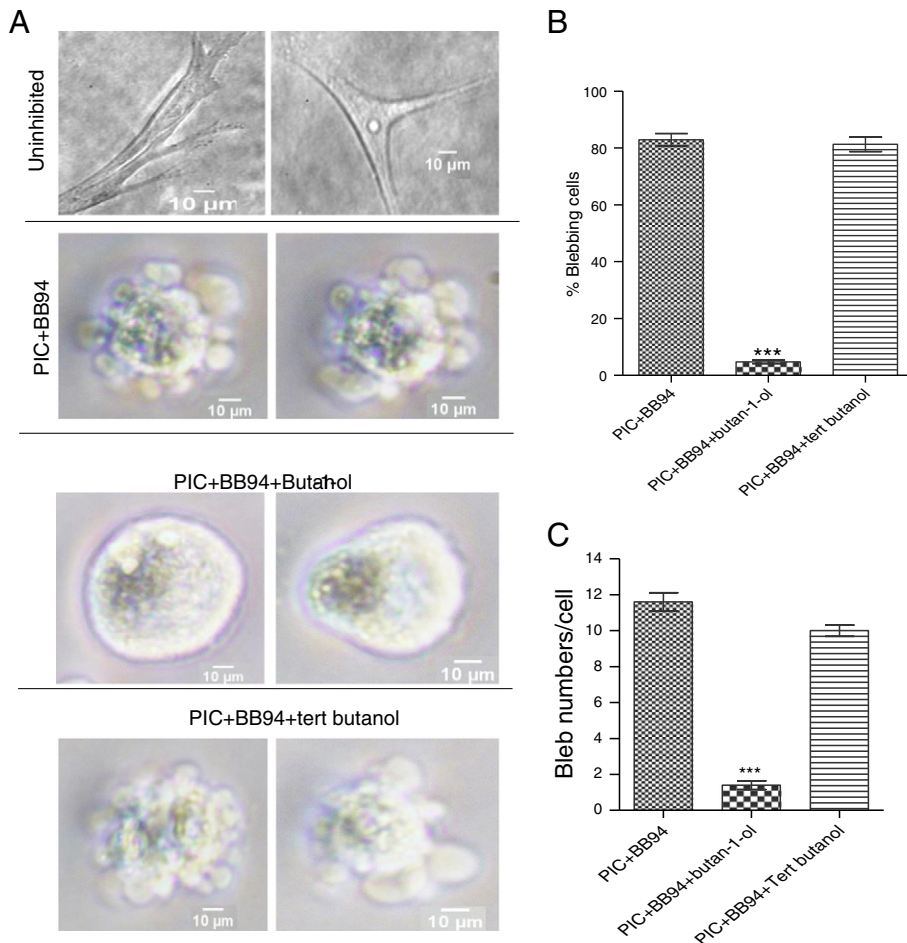 A
Uninhibited
10 µm
10 µm
PIC+BB94
10 µm
10 µm
PIC+BB94+Butan-1-ol
10 µm
10 µm
PIC+BB94+tert butanol
10 µm
10 µm
B
% Blebbing cells
100
80
60
40
20
0
***
PIC+BB94
PIC+BB94+butan-1-ol
PIC+BB94+tert butanol
C
Bleb numbers/cell
14
12
10
8
6
4
2
0
***
PIC+BB94
PIC+BB94+butan-1-ol
PIC+BB94+Tert butanol